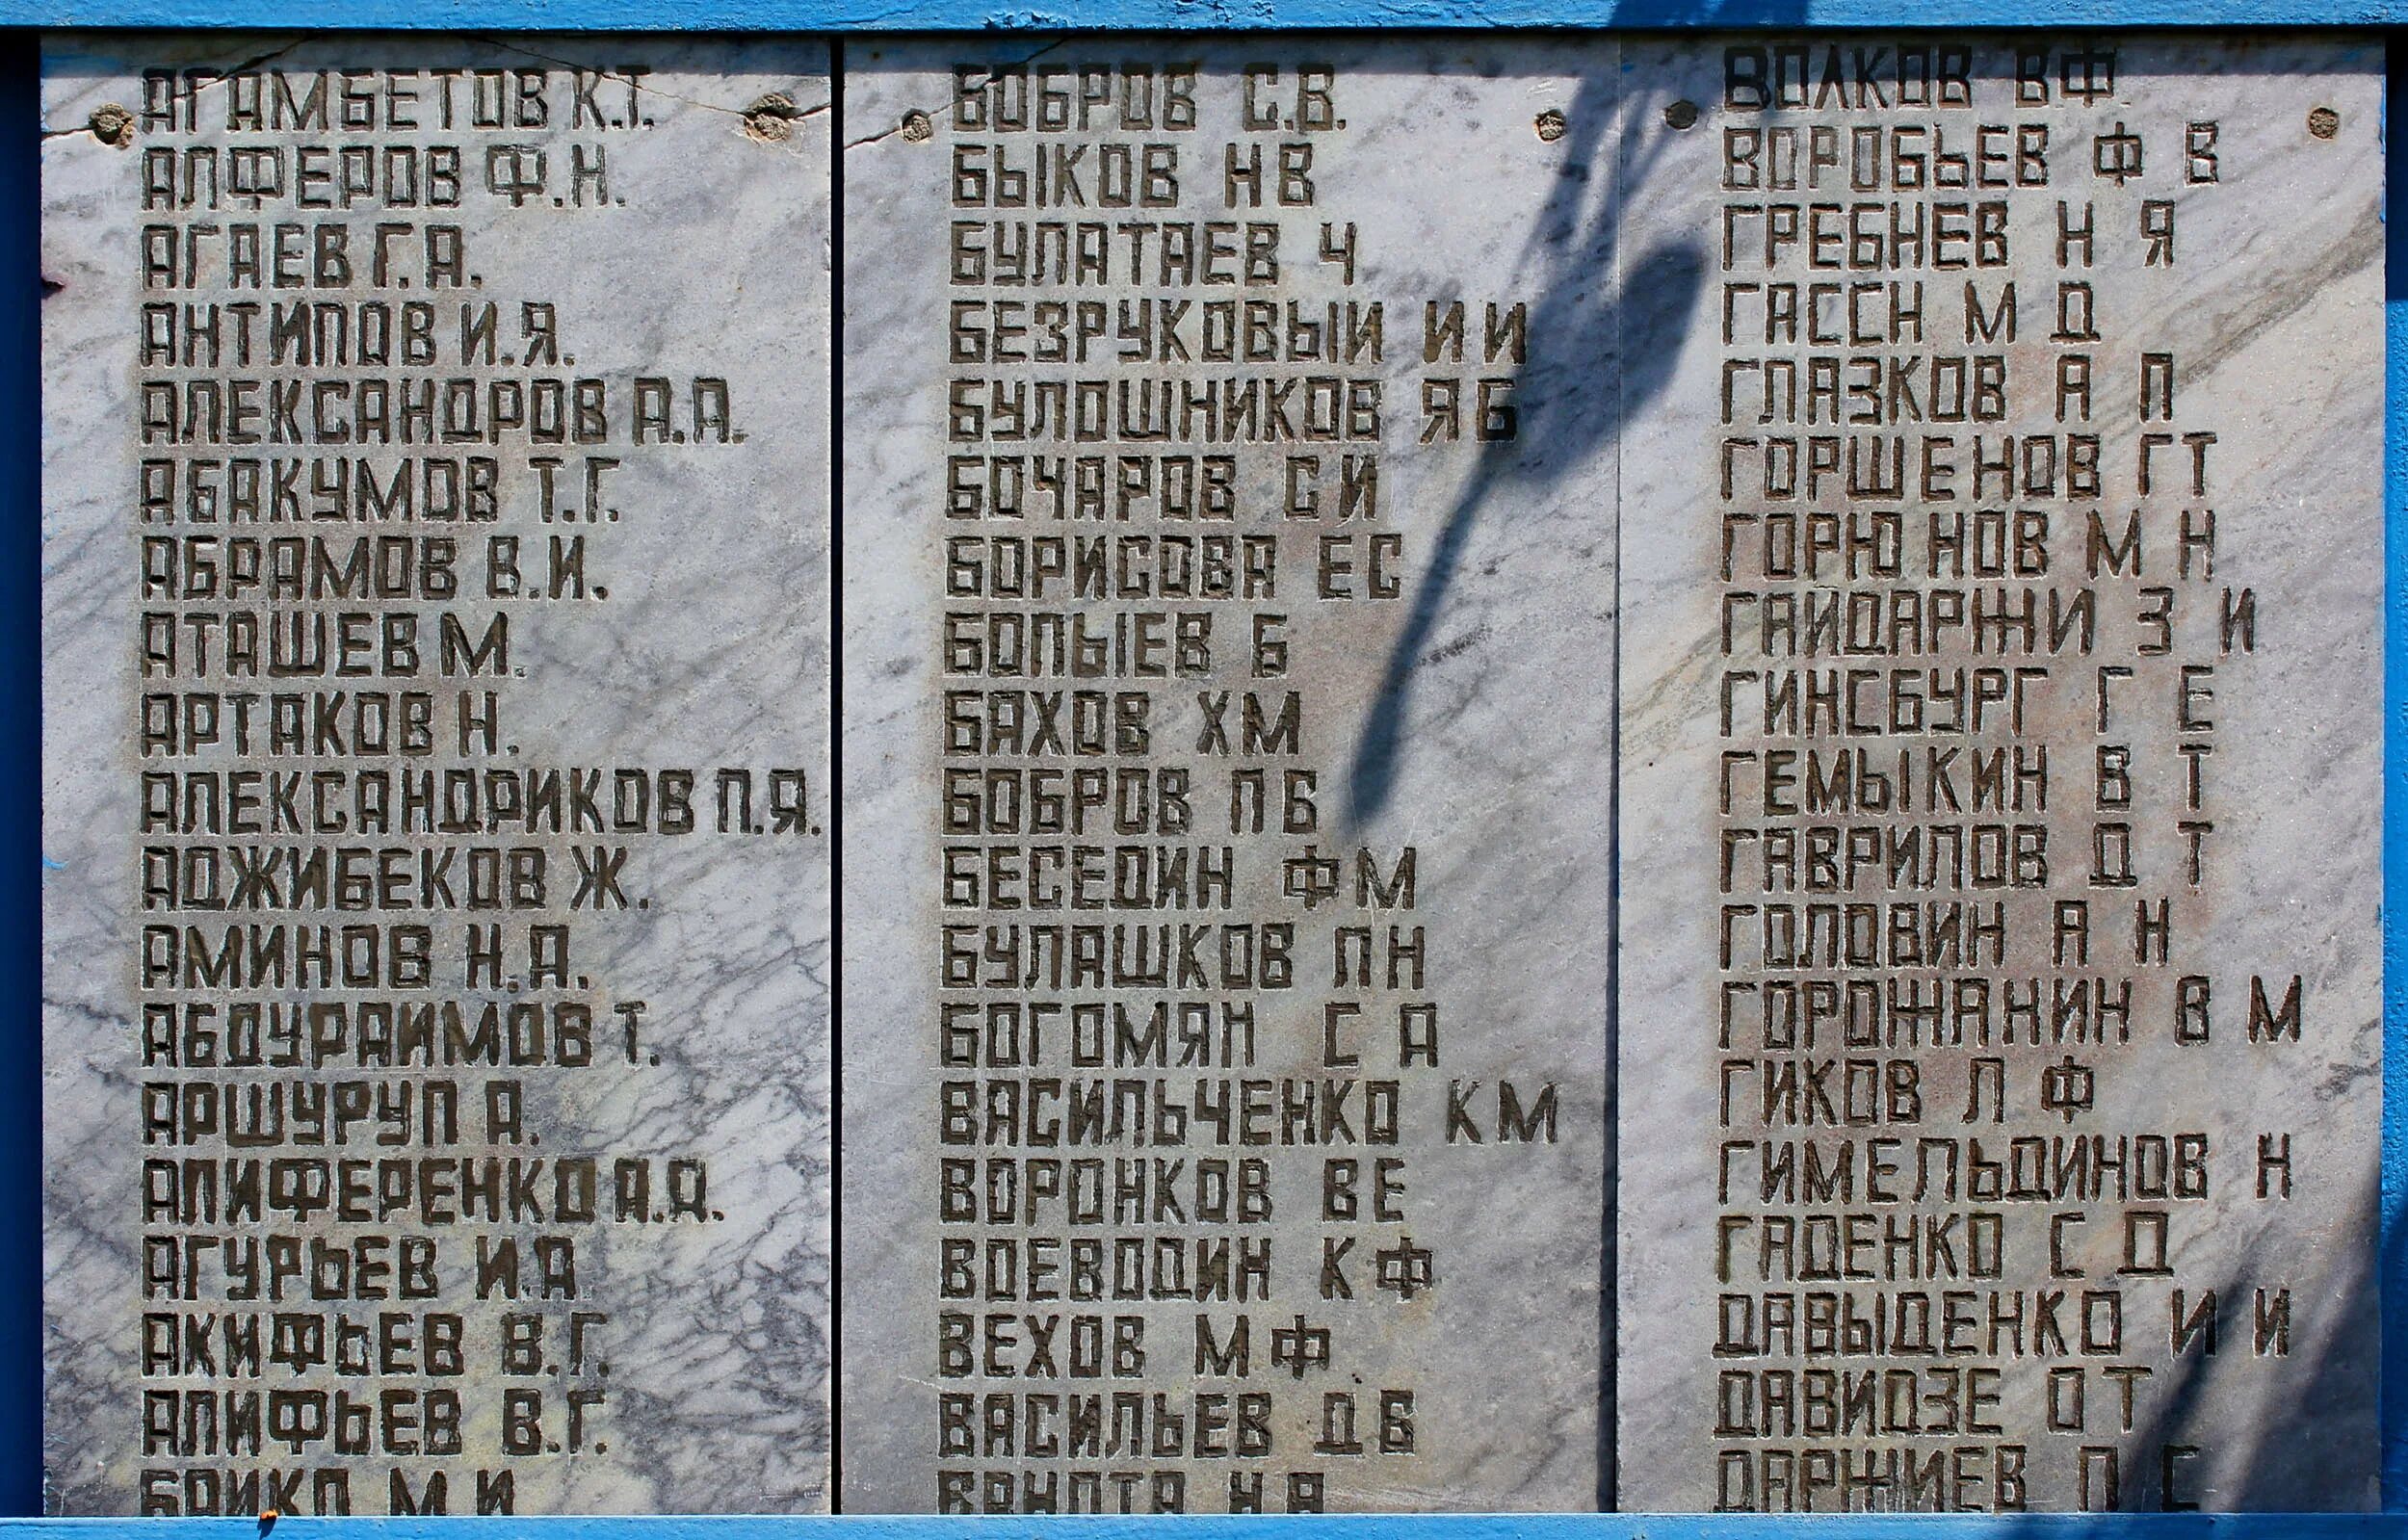 АГАМБЕТОВ К.Т.
АЛФЕРОВ Ф.Н.
АГАЕВ Г.А.
АНТИПОВ И.Я.
АЛЕКСАНДРОВ А.А.
АБАКУМОВ Т.Г.
АБРАМОВ В.И.
АТАШЕВ М.
АРТАКОВ Н.
АЛЕКСАНДРИКОВ П.Я.
АДЖИБЕКОВ Ж.
АМИНОВ Н.А.
АБДУРАИМОВ Т.
АРШУРУП А.
АЛИФЕРЕНКО А.А.
АГУРЬЕВ И.А
АКИФЬЕВ В.Г.
АЛИФЬЕВ В.Г.
БОЙКО М И
БОБРОВ С.В.
БЫКОВ Н В
БУЛАТАЕВ Ч
БЕЗРУКОВЫЙ И И
БУЛОШНИКОВ Я Б
БОЧАРОВ С И
БОРИСОВА Е С
БОПЫЕВ Б
БАХОВ Х М
БОБРОВ П Б
БЕСЕДИН Ф М
БУЛАШКОВ П Н
БОГОМЯН С А
ВАСИЛЬЧЕНКО К М
ВОРОНКОВ В Е
ВОЕВОДИН К Ф
ВЕХОВ М Ф
ВАСИЛЬЕВ Д Б
Н А
ВОЛКОВ В Ф
ВОРОБЬЕВ Ф В
ГРЕБНЕВ Н Я
ГАССН М Д
ГЛАЗКОВ А П
ГОРШЕНОВ Г Т
ГОРЮНОВ М Н
ГАЙДАРЖИ З И
ГИНСБУРГ Г Е
ГЕМЫКИН В Т
ГАВРИЛОВ Д Т
ГОЛОВИН А Н
ГОРОЖАНИН В М
ГИКОВ Л Ф
ГИМЕЛЬДИНОВ Н
ГАДЕНКО С Д
ДАВЫДЕНКО И И
ДАВИДЗЕ О Т
ДАРЖИЕВ П С